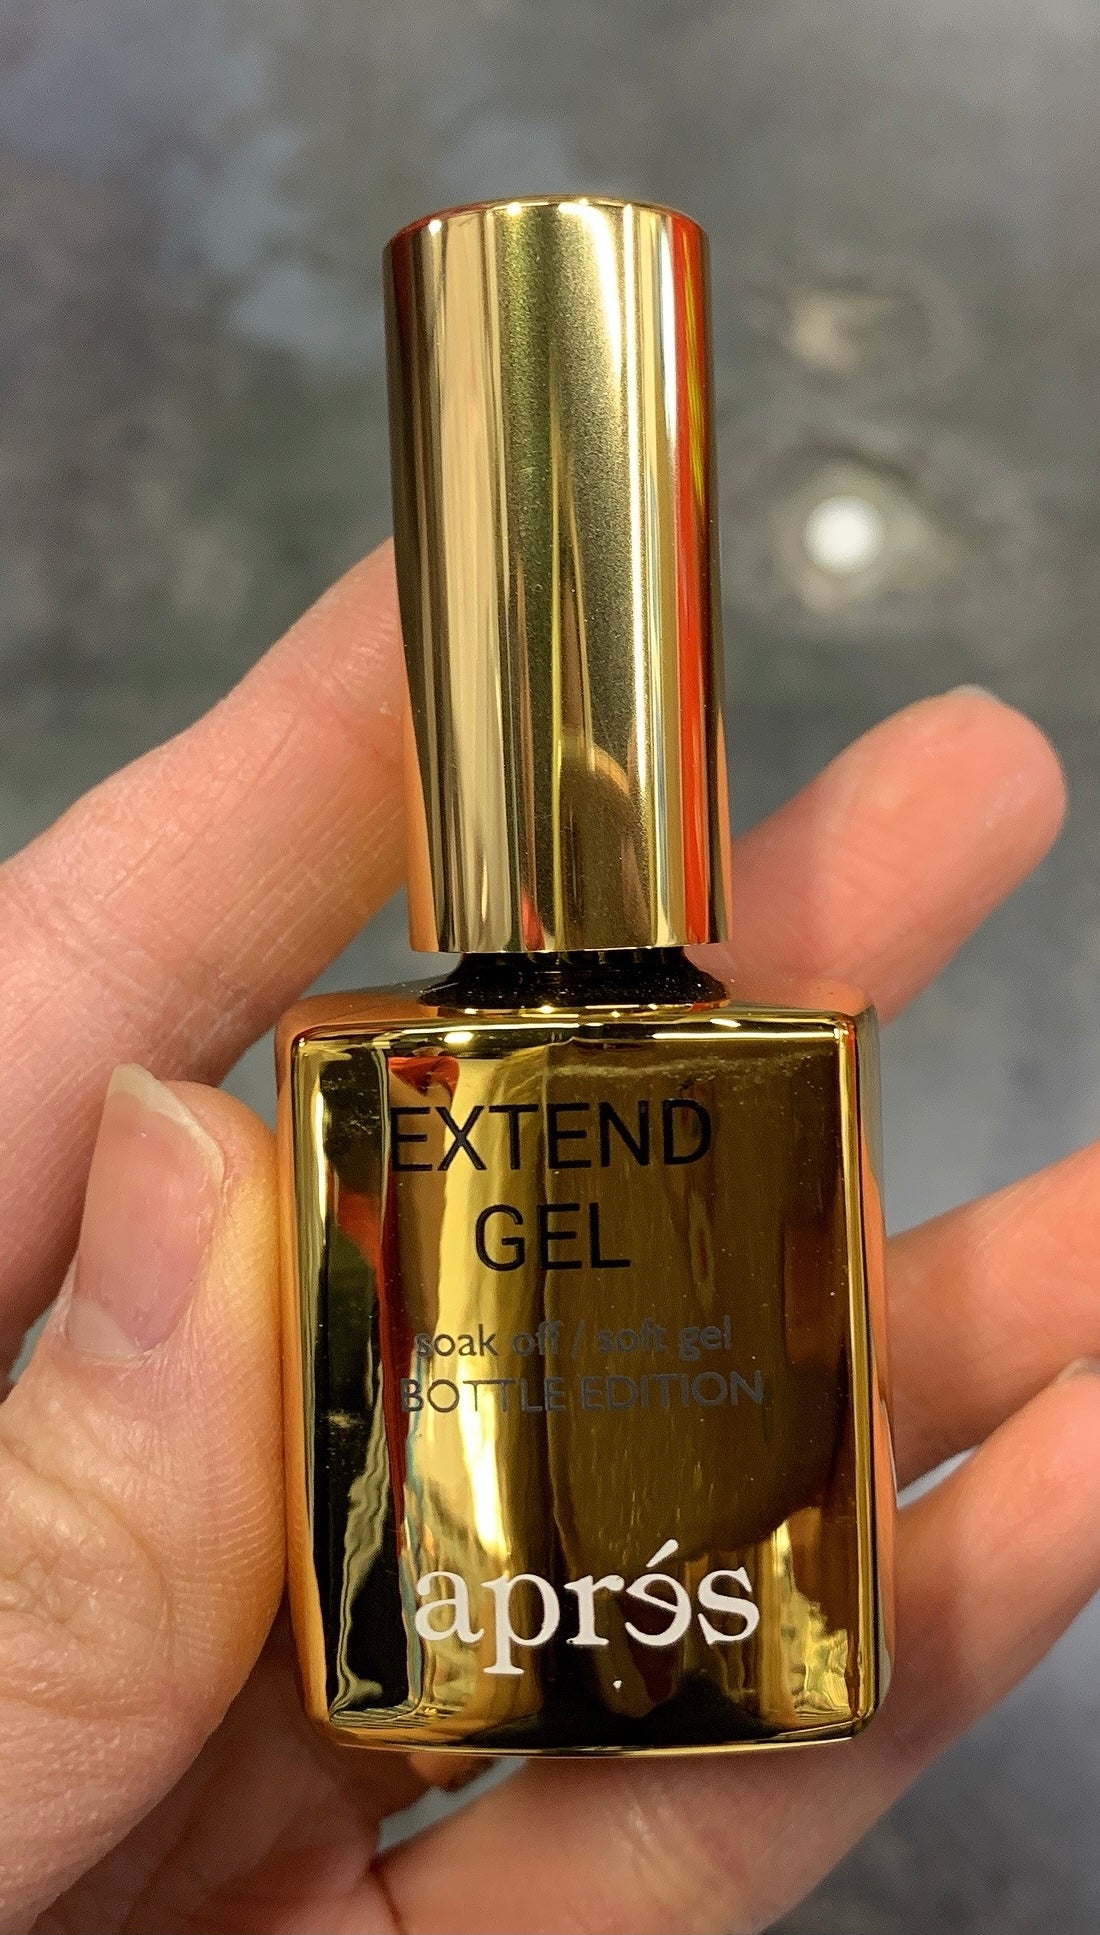 EXTEND
GEL
soak off / soft gel
BOTTLE EDITION
aprés